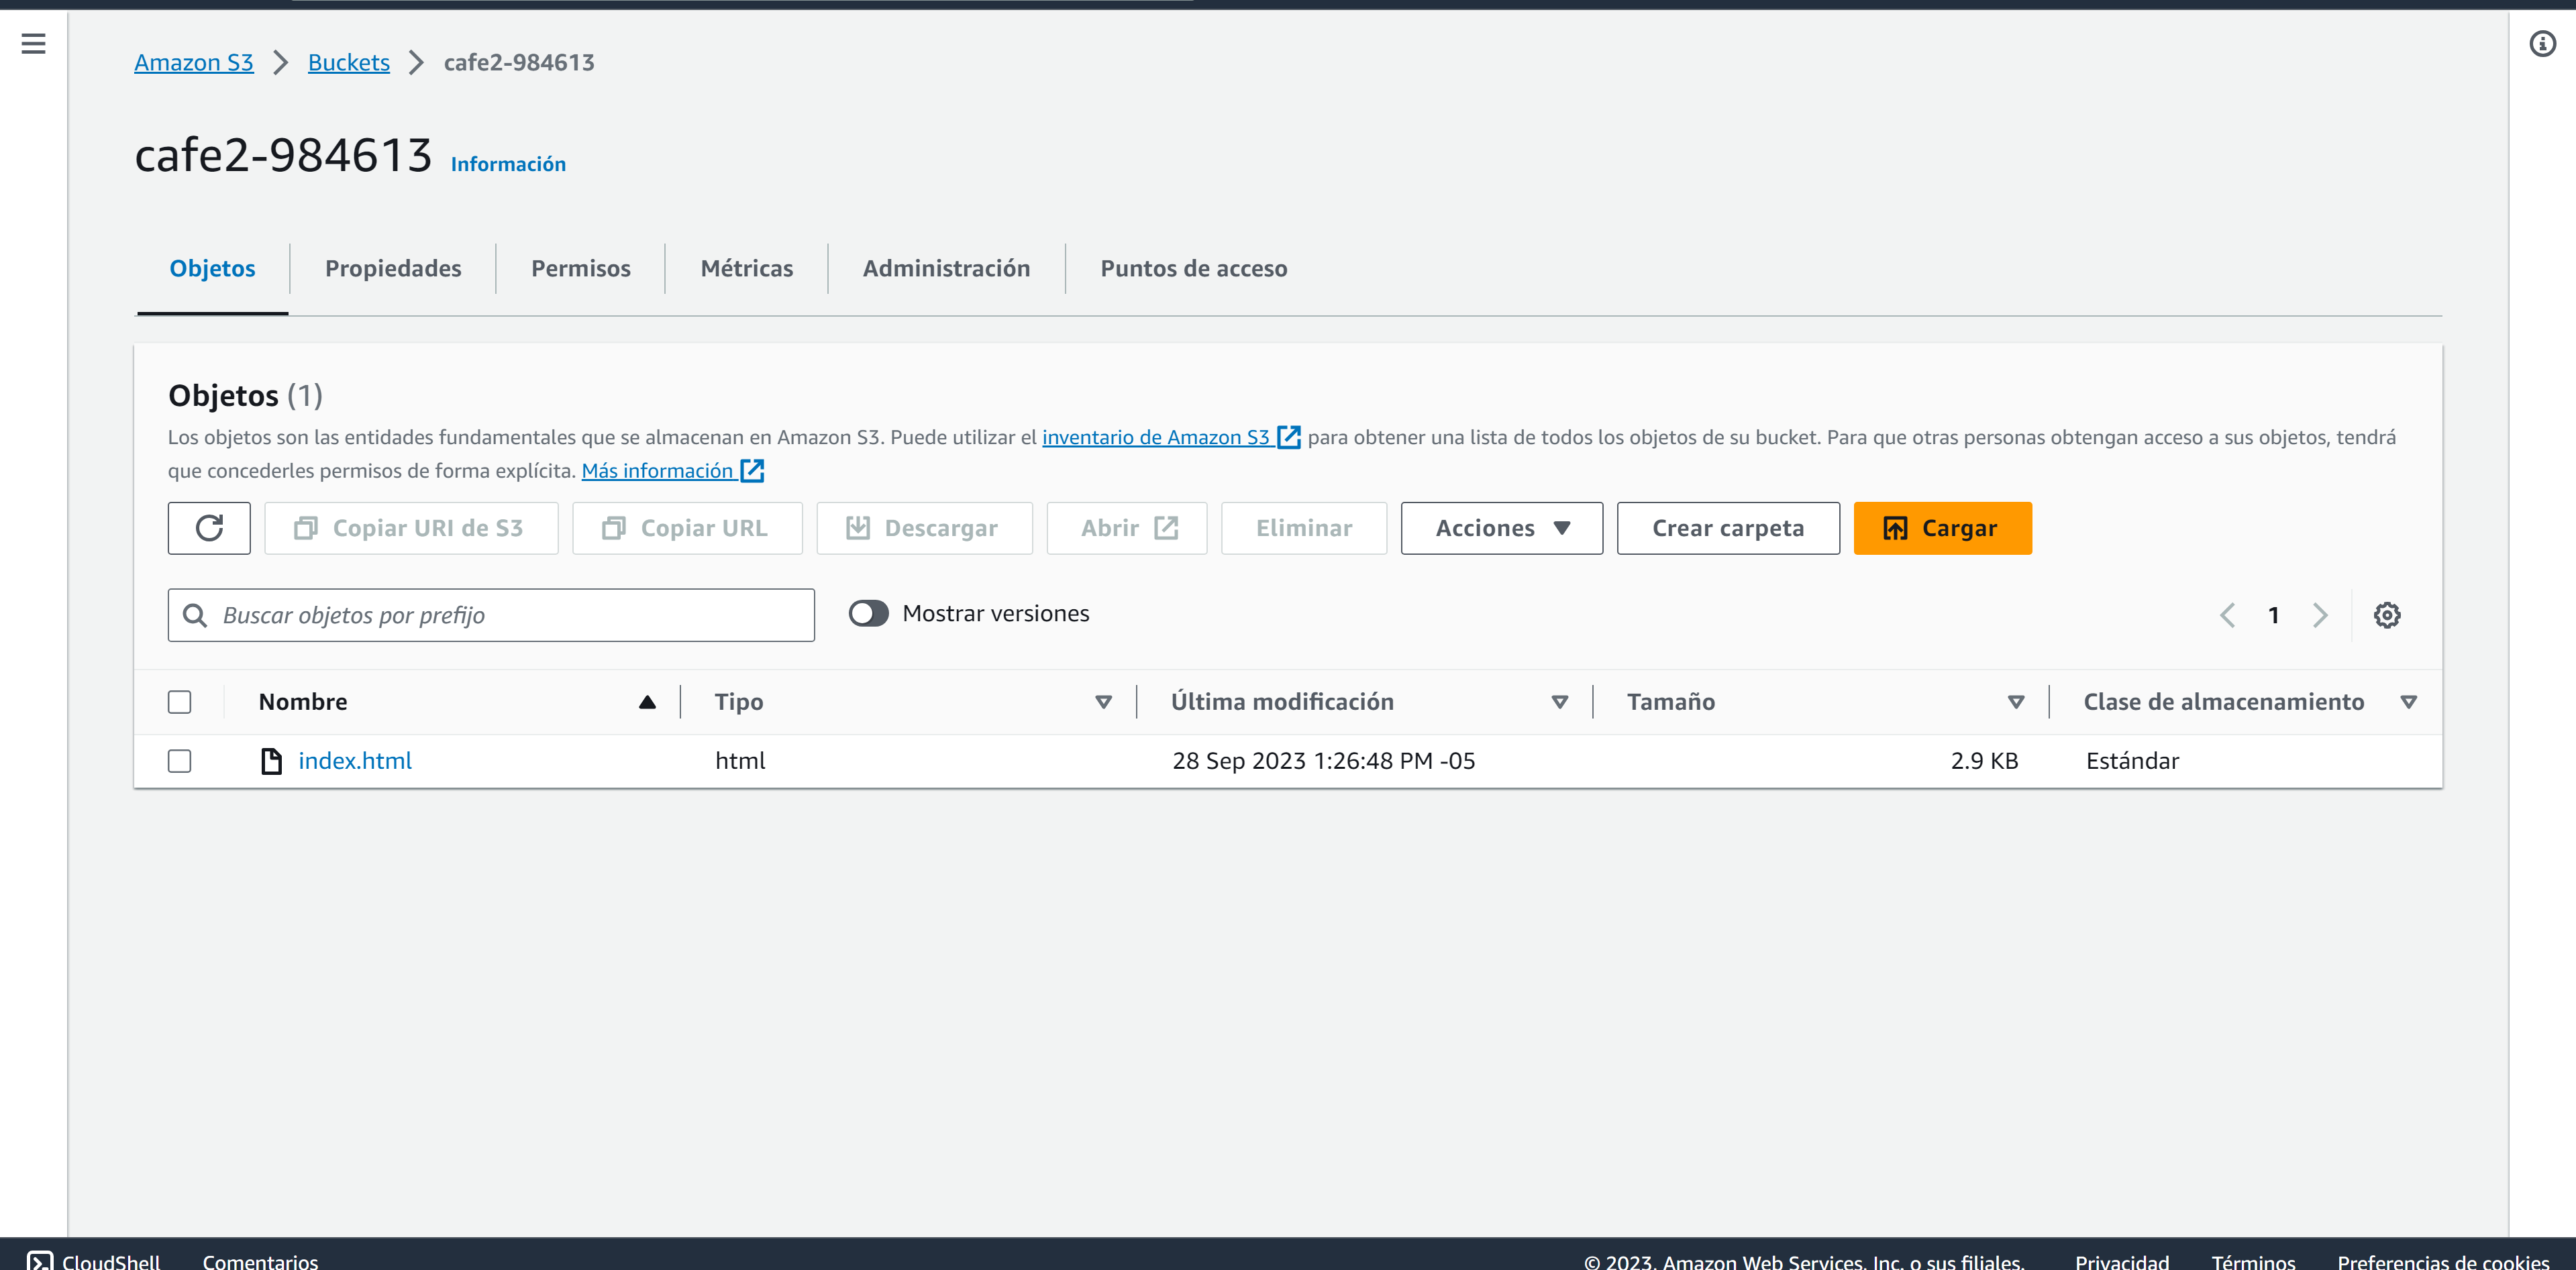 Amazon S3 Buckets cafe2-984613
cafe2-984613 Información
Objetos Propiedades Permisos Métricas Administración Puntos de acceso
Objetos (1)
Los objetos son las entidades fundamentales que se almacenan en Amazon S3. Puede utilizar el inventario de Amazon S3 para obtener una lista de todos los objetos de su bucket. Para que otras personas obtengan acceso a sus objetos, tendrá
que concederles permisos de forma explícita. Más información
Copiar URI de S3 Copiar URL Descargar Abrir Eliminar Acciones Crear carpeta Cargar
Buscar objetos por prefijo Mostrar versiones 1
Nombre Tipo Última modificación Tamaño Clase de almacenamiento
index.html html 28 Sep 2023 1:26:48 PM -05 2.9 KB Estándar
CloudShell Comentarios © 2023, Amazon Web Services, Inc. o sus filiales. Privacidad Términos Preferencias de cookies